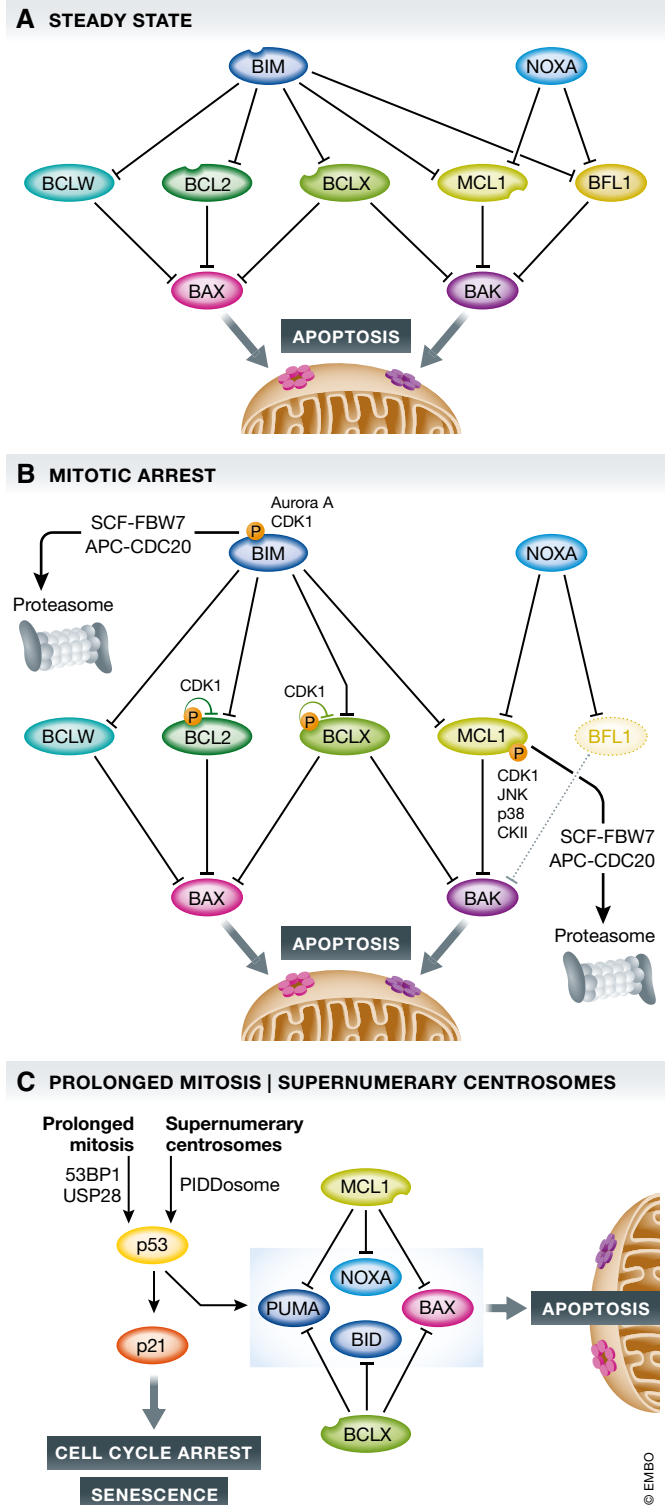 A STEADY STATE
BIM
NOXA
BCLW
BCL2
BCLX
MCL1
BFL1
BAX
BAK
APOPTOSIS
B MITOTIC ARREST
Aurora A
CDK1
P
SCF-FBW7
APC-CDC20
BIM
NOXA
Proteasome
CDK1
CDK1
P
P
BCLW
BCL2
BCLX
MCL1
BFL1
P
CDK1
JNK
p38
CKII
SCF-FBW7
APC-CDC20
BAX
BAK
Proteasome
APOPTOSIS
C PROLONGED MITOSIS | SUPERNUMERARY CENTROSOMES
Prolonged
mitosis
Supernumerary
centrosomes
53BP1
USP28
PIDDosome
MCL1
p53
NOXA
PUMA
BAX
APOPTOSIS
BID
p21
BCLX
CELL CYCLE ARREST
SENESCENCE
© EMBO